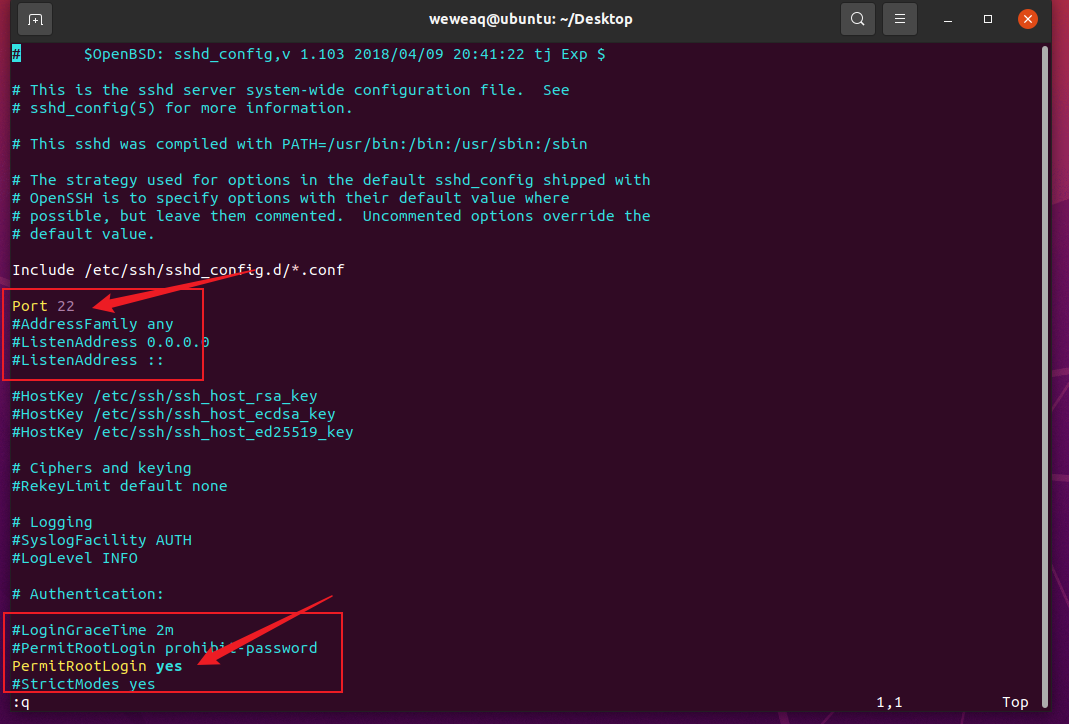 weweaq@ubuntu: ~/Desktop
#       $OpenBSD: sshd_config,v 1.103 2018/04/09 20:41:22 tj Exp $
# This is the sshd server system-wide configuration file.  See
# sshd_config(5) for more information.
# This sshd was compiled with PATH=/usr/bin:/bin:/usr/sbin:/sbin
# The strategy used for options in the default sshd_config shipped with
# OpenSSH is to specify options with their default value where
# possible, but leave them commented.  Uncommented options override the
# default value.
Include /etc/ssh/sshd_config.d/*.conf
Port 22
#AddressFamily any
#ListenAddress 0.0.0.0
#ListenAddress ::
#HostKey /etc/ssh/ssh_host_rsa_key
#HostKey /etc/ssh/ssh_host_ecdsa_key
#HostKey /etc/ssh/ssh_host_ed25519_key
# Ciphers and keying
#RekeyLimit default none
# Logging
#SyslogFacility AUTH
#LogLevel INFO
# Authentication:
#LoginGraceTime 2m
#PermitRootLogin prohibit-password
PermitRootLogin yes
#StrictModes yes
:q 1,1 Top